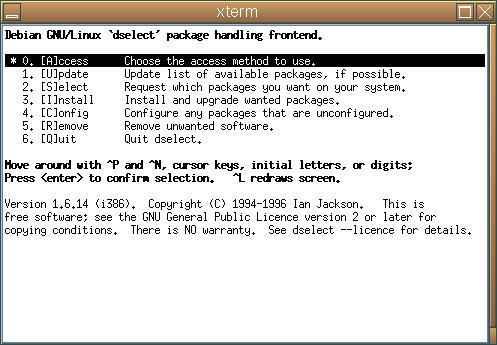 xterm
Debian GNU/Linux `dselect' package handling frontend.
* 0. [A]ccess Choose the access method to use.
1. [U]pdate Update list of available packages, if possible.
2. [S]elect Request which packages you want on your system.
3. [I]nstall Install and upgrade wanted packages.
4. [C]onfig Configure any packages that are unconfigured.
5. [R]emove Remove unwanted software.
6. [Q]uit Quit dselect.
Move around with ^P and ^N, cursor keys, initial letters, or digits;
Press <enter> to confirm selection. ^L redraws screen.
Version 1.6.14 (i386). Copyright (C) 1994-1996 Ian Jackson. This is
free software; see the GNU General Public Licence version 2 or later for
copying conditions. There is NO warranty. See dselect --licence for details.